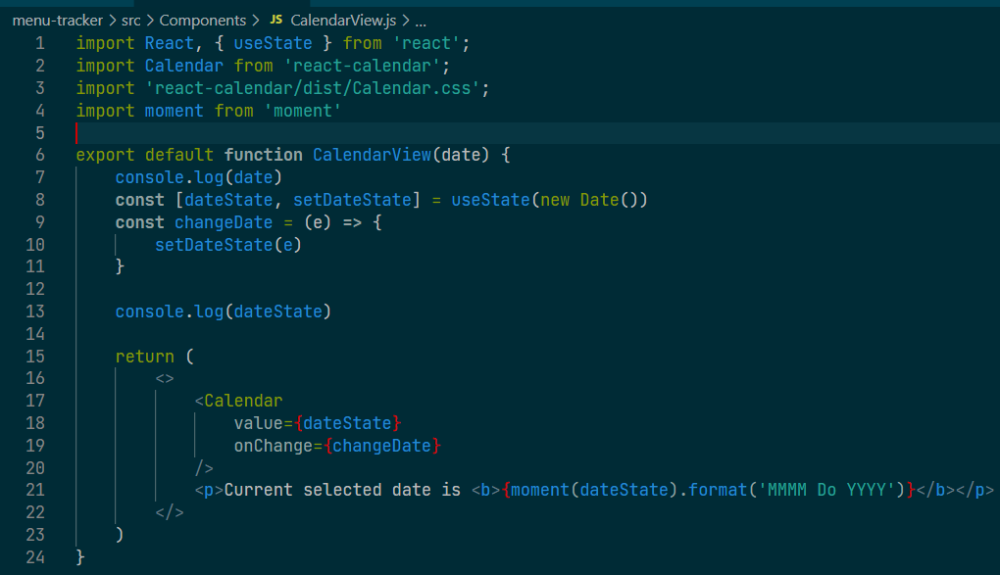 menu-tracker > src > Components > JS CalendarView.js > ...
1 import React, { useState } from 'react';
2 import Calendar from 'react-calendar';
3 import 'react-calendar/dist/Calendar.css';
4 import moment from 'moment'
5
6 export default function CalendarView(date) {
7     console.log(date)
8     const [dateState, setDateState] = useState(new Date())
9     const changeDate = (e) => {
10         setDateState(e)
11     }
12
13     console.log(dateState)
14
15     return (
16         <>
17             <Calendar
18                 value={dateState}
19                 onChange={changeDate}
20             />
21             <p>Current selected date is <b>{moment(dateState).format('MMMM Do YYYY')}</b></p>
22         </>
23     )
24 }